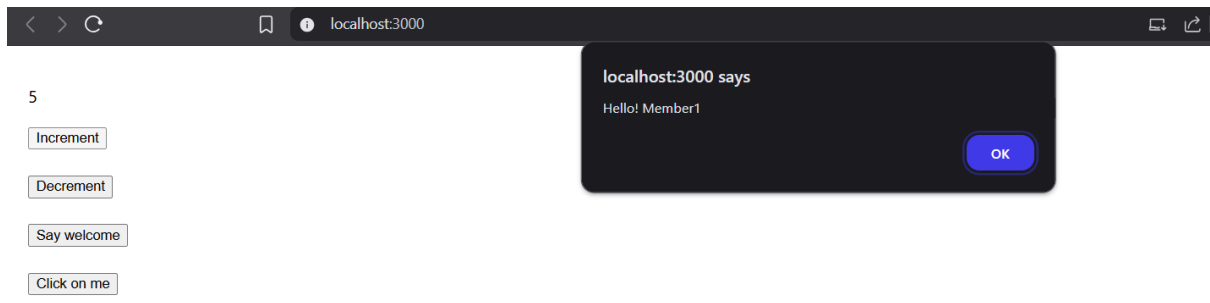 localhost:3000
localhost:3000 says
Hello! Member1
OK
5
Increment
Decrement
Say welcome
Click on me